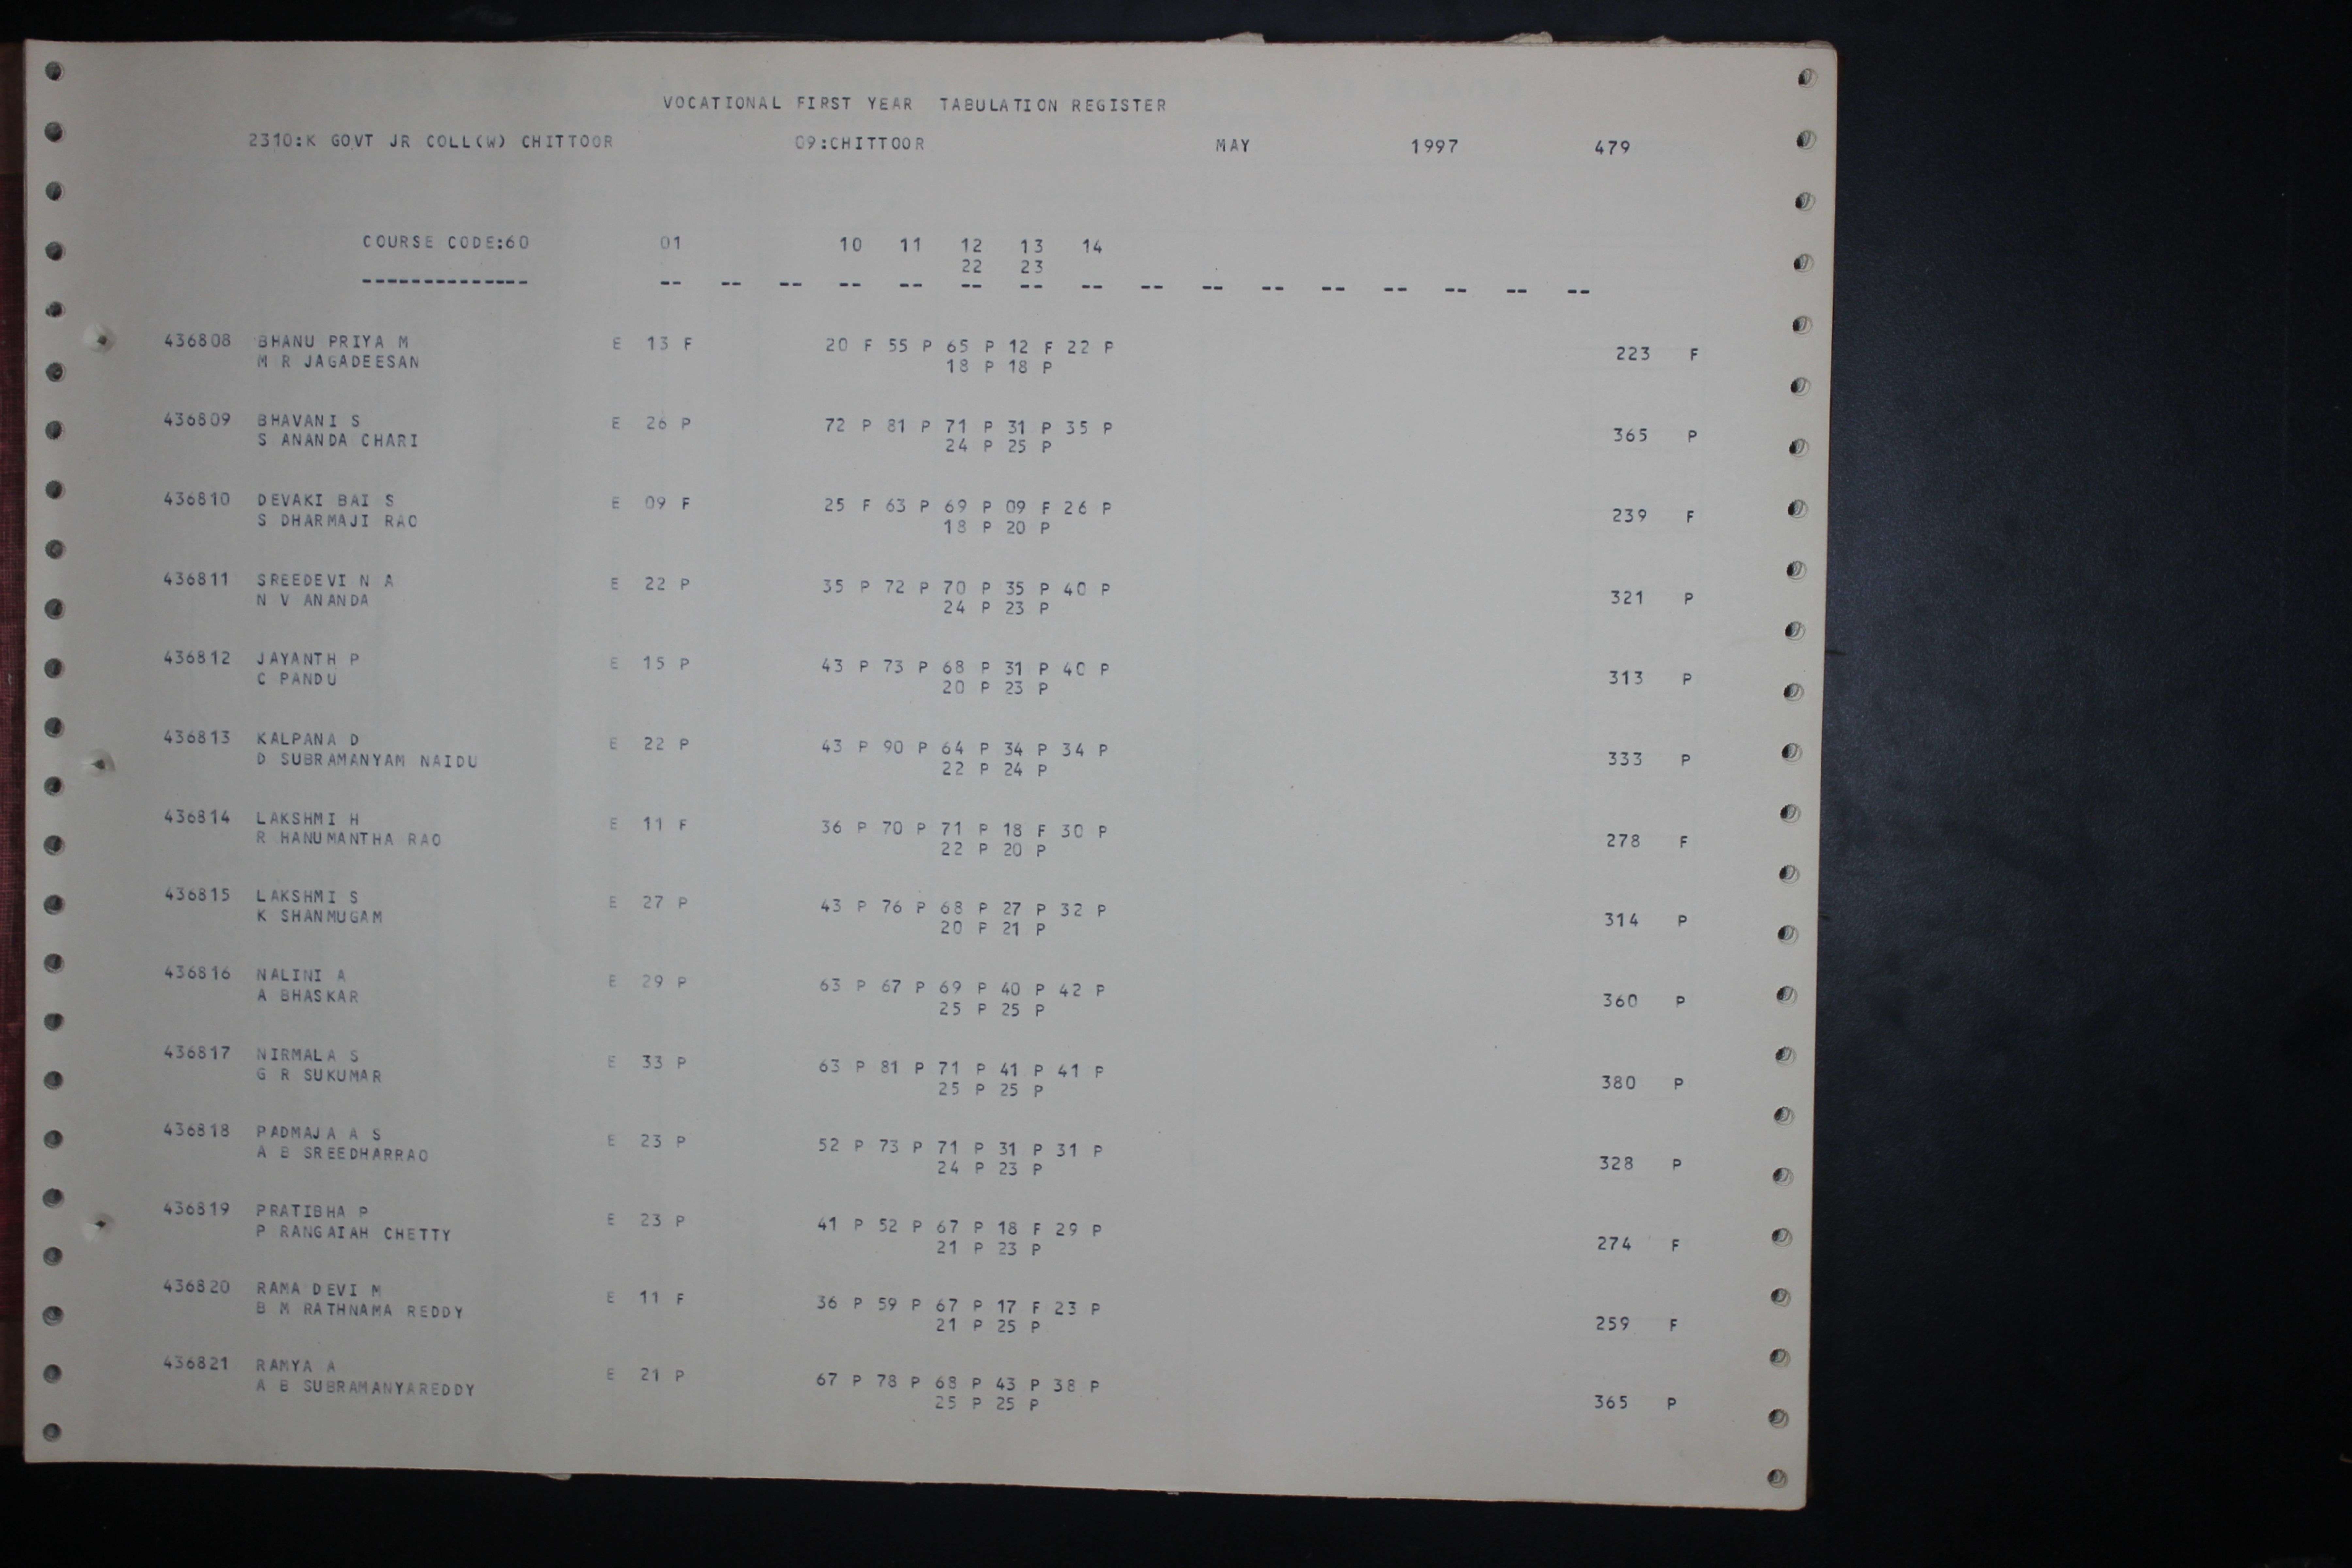 VOCATIONAL FIRST YEAR TABULATION REGISTER
2310:K GOVT JR COLL(W) CHITTOOR 09:CHITTOOR MAY 1997 479
COURSE CODE:60 01 10 11 12 13 14
22 23
-------------- -- -- -- -- -- -- -- -- -- -- -- -- -- -- -- --
436808 BHANU PRIYA M E 13 F 20 F 55 P 65 P 12 F 22 P
M R JAGADEESAN 18 P 18 P 223 F
436809 BHAVANI S E 26 P 72 P 81 P 71 P 31 P 35 P
S ANANDA CHARI 24 P 25 P 365 P
436810 DEVAKI BAI S E 09 F 25 F 63 P 69 P 09 F 26 P
S DHARMAJI RAO 18 P 20 P 239 F
436811 SREEDEVI N A E 22 P 35 P 72 P 70 P 35 P 40 P
N V ANANDA 24 P 23 P 321 P
436812 JAYANTH P E 15 P 43 P 73 P 68 P 31 P 40 P
C PANDU 20 P 23 P 313 P
436813 KALPANA D E 22 P 43 P 90 P 64 P 34 P 34 P
D SUBRAMANYAM NAIDU 22 P 24 P 333 P
436814 LAKSHMI H E 11 F 36 P 70 P 71 P 18 F 30 P
R HANUMANTHA RAO 22 P 20 P 278 F
436815 LAKSHMI S E 27 P 43 P 76 P 68 P 27 P 32 P
K SHANMUGAM 20 P 21 P 314 P
436816 NALINI A E 29 P 63 P 67 P 69 P 40 P 42 P
A BHASKAR 25 P 25 P 360 P
436817 NIRMALA S E 33 P 63 P 81 P 71 P 41 P 41 P
G R SUKUMAR 25 P 25 P 380 P
436818 PADMAJA A S E 23 P 52 P 73 P 71 P 31 P 31 P
A B SREEDHARRAO 24 P 23 P 328 P
436819 PRATIBHA P E 23 P 41 P 52 P 67 P 18 F 29 P
P RANGAIAH CHETTY 21 P 23 P 274 F
436820 RAMA DEVI M E 11 F 36 P 59 P 67 P 17 F 23 P
B M RATHNAMA REDDY 21 P 25 P 259 F
436821 RAMYA A E 21 P 67 P 78 P 68 P 43 P 38 P
A B SUBRAMANYAREDDY 25 P 25 P 365 P